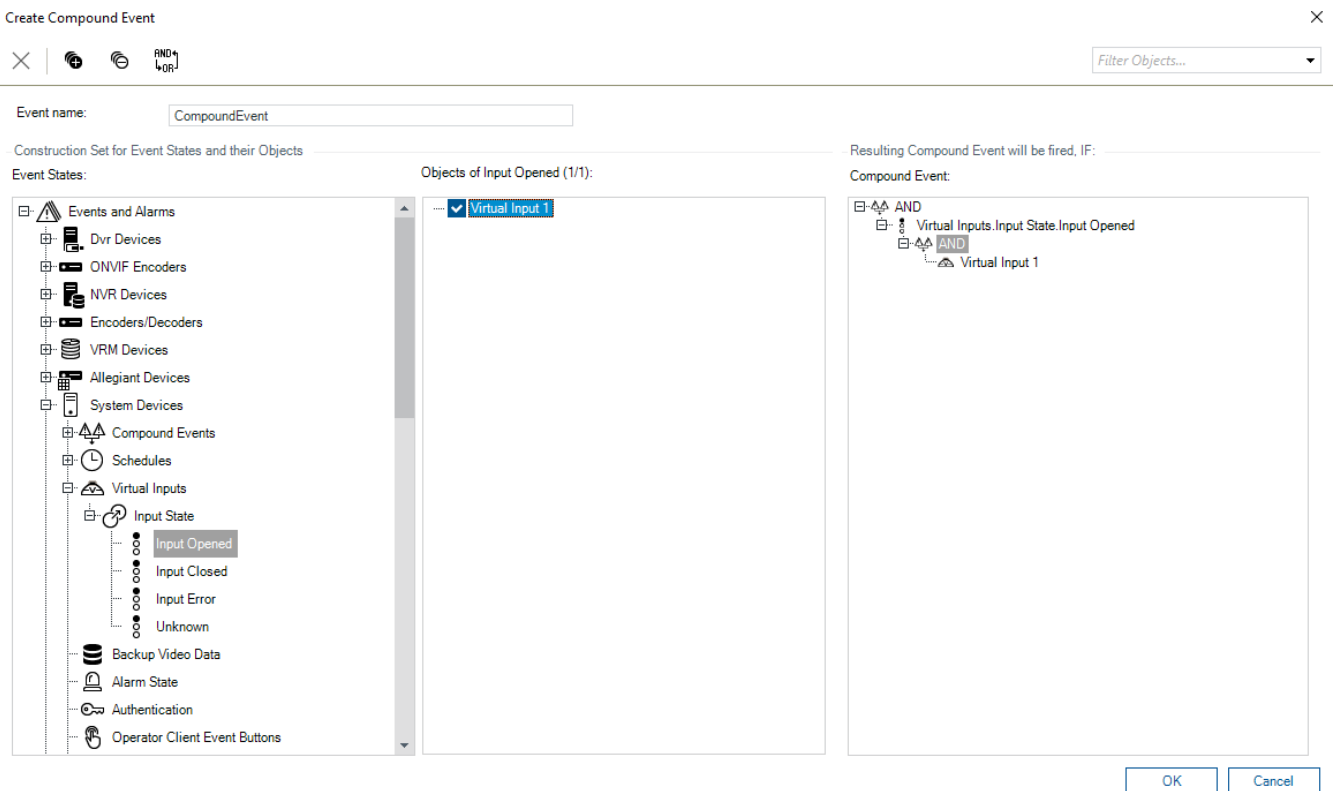 Create Compound Event
AND
OR
Filter Objects...
Event name:
CompoundEvent
Construction Set for Event States and their Objects
Resulting Compound Event will be fired, IF:
Event States:
Objects of Input Opened (1/1):
Compound Event:
Events and Alarms
Dvr Devices
ONVIF Encoders
NVR Devices
Encoders/Decoders
VRM Devices
Allegiant Devices
System Devices
Compound Events
Schedules
Virtual Inputs
Input State
Input Opened
Input Closed
Input Error
Unknown
Backup Video Data
Alarm State
Authentication
Operator Client Event Buttons
Virtual Input 1
AND
Virtual Inputs.Input State.Input Opened
AND
Virtual Input 1
OK
Cancel